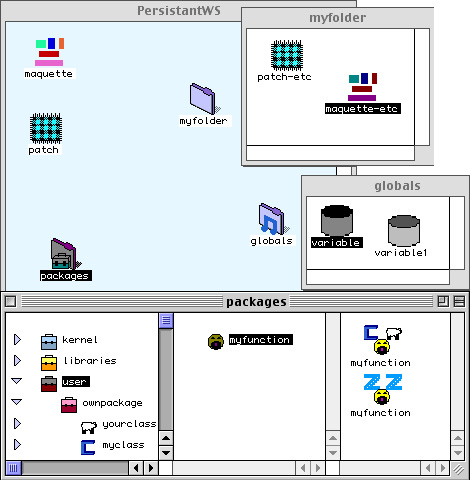 PersistantWS
myfolder
maquette
patch-etc
maquette-etc
myfolder
patch
globals
globals
variable
variable1
packages
packages
kernel
libraries
user
ownpackage
yourclass
myclass
myfunction
myfunction
myfunction